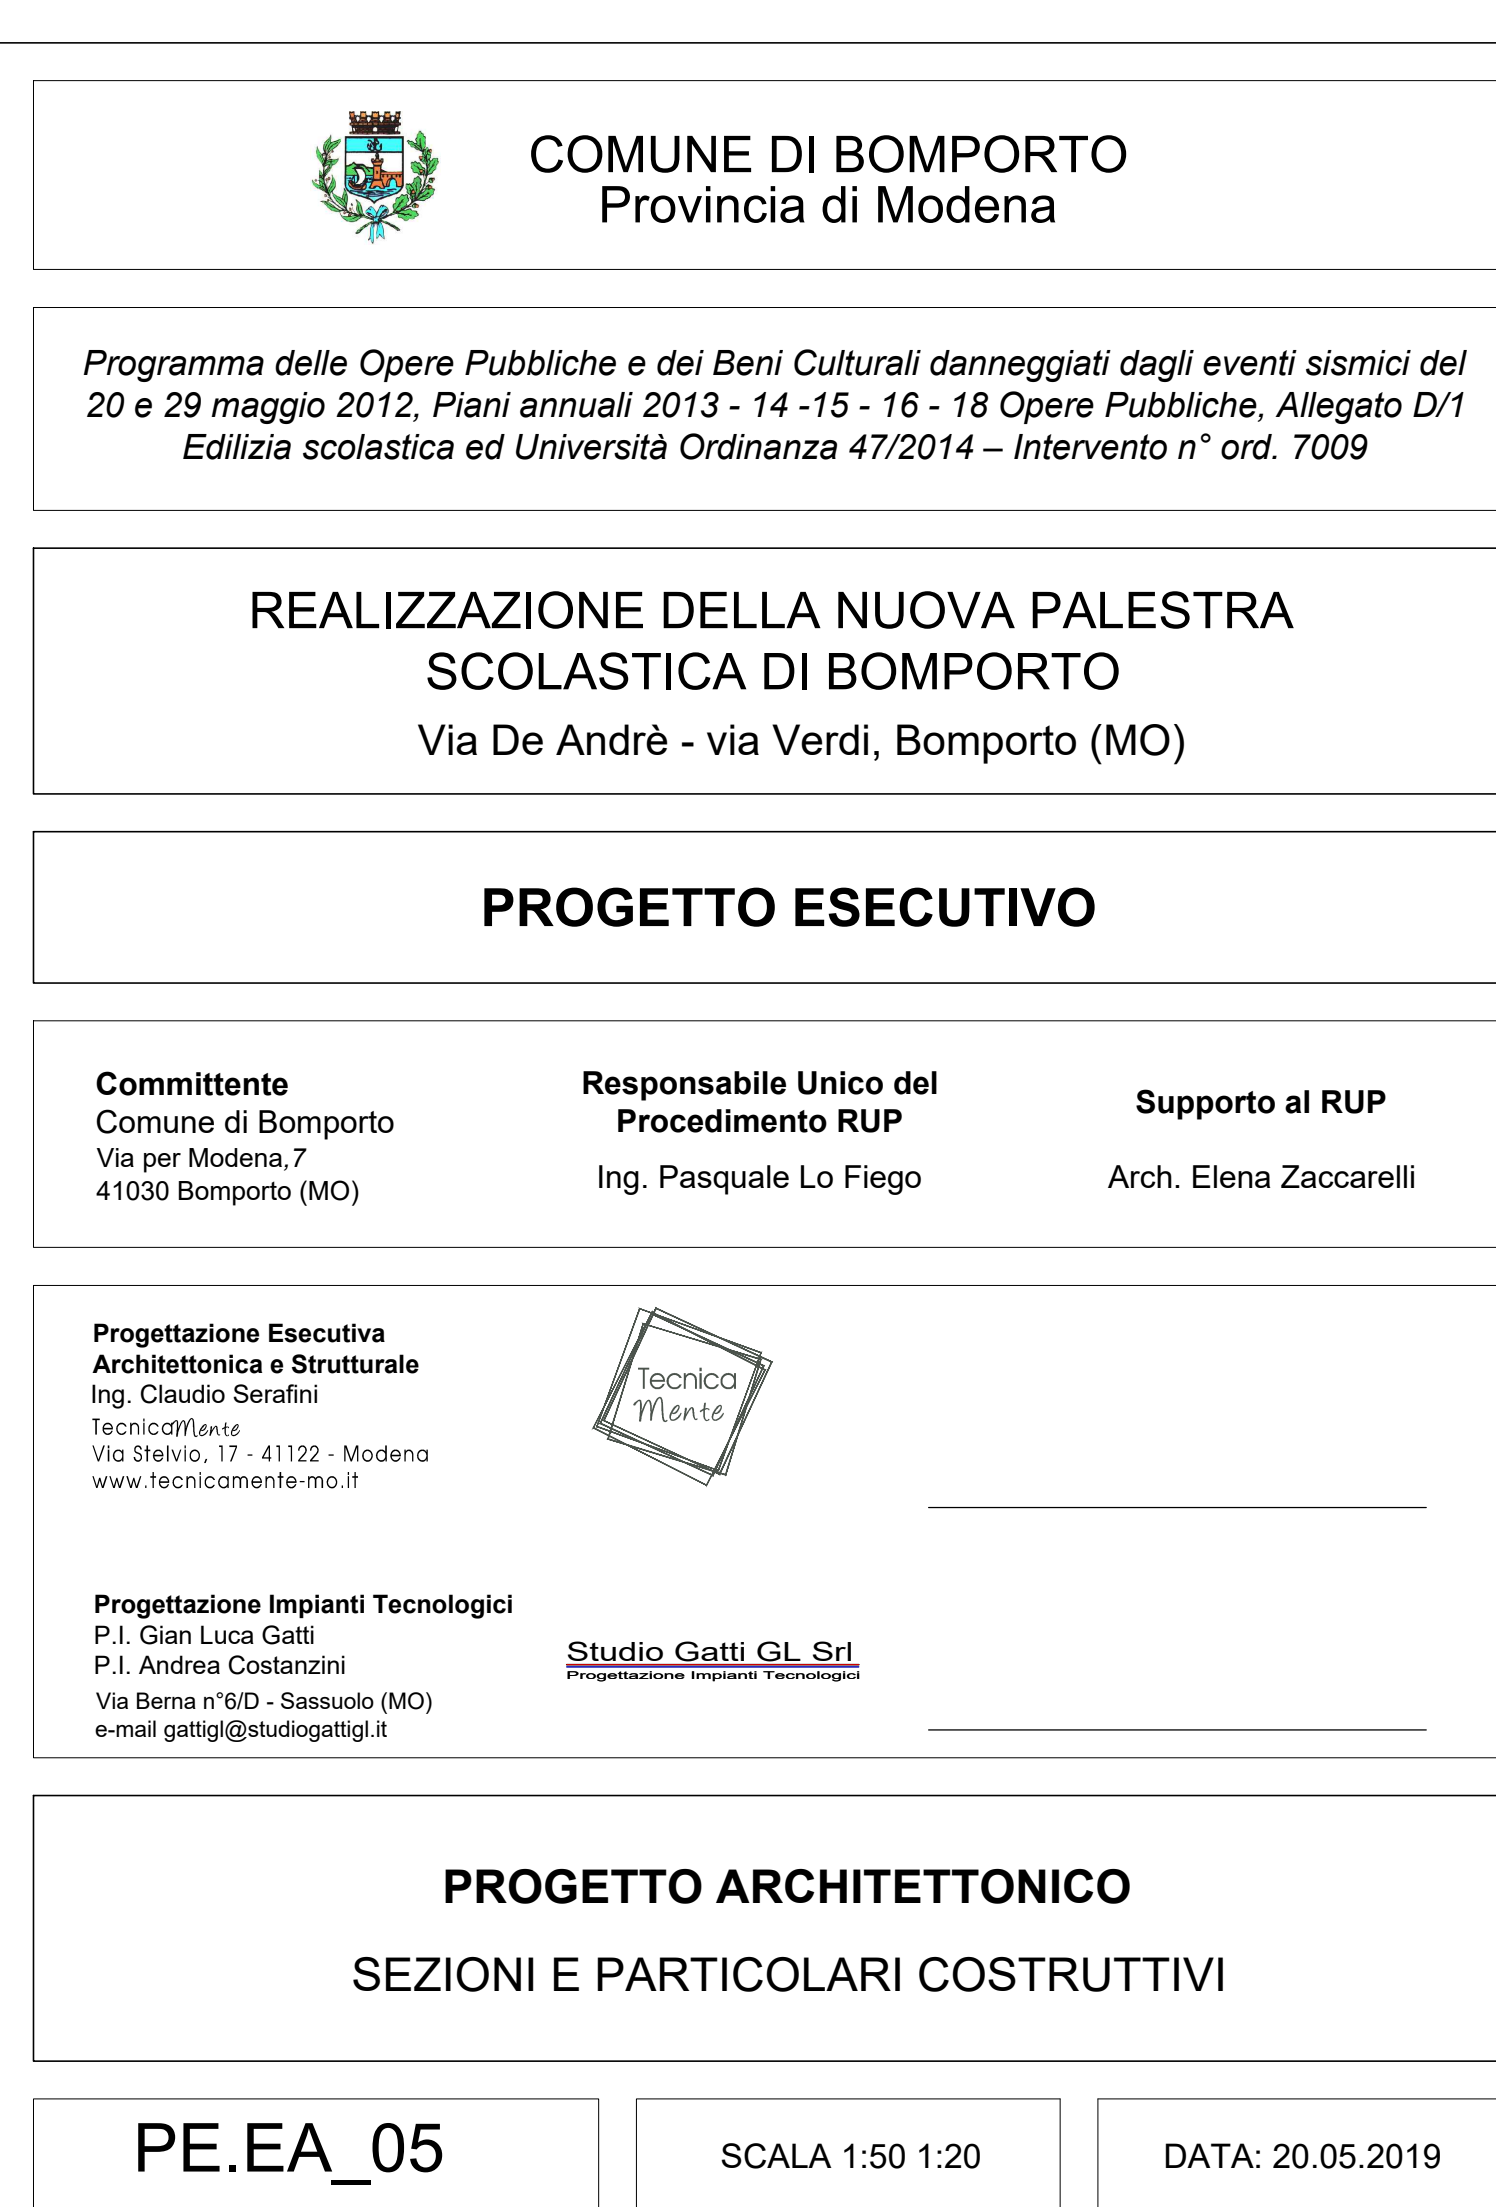 COMUNE DI BOMPORTO
Provincia di Modena
Programma delle Opere Pubbliche e dei Beni Culturali danneggiati dagli eventi sismici del
20 e 29 maggio 2012, Piani annuali 2013 - 14 -15 - 16 - 18 Opere Pubbliche, Allegato D/1
Edilizia scolastica ed Università Ordinanza 47/2014 – Intervento n° ord. 7009
REALIZZAZIONE DELLA NUOVA PALESTRA
SCOLASTICA DI BOMPORTO
Via De Andrè - via Verdi, Bomporto (MO)
PROGETTO ESECUTIVO
Committente
Comune di Bomporto
Via per Modena,7
41030 Bomporto (MO)
Responsabile Unico del
Procedimento RUP
Ing. Pasquale Lo Fiego
Supporto al RUP
Arch. Elena Zaccarelli
Progettazione Esecutiva
Architettonica e Strutturale
Ing. Claudio Serafini
TecnicaMente
Via Stelvio, 17 - 41122 - Modena
www.tecnicamente-mo.it
Tecnica
Mente
Progettazione Impianti Tecnologici
P.I. Gian Luca Gatti
P.I. Andrea Costanzini
Via Berna n°6/D - Sassuolo (MO)
e-mail gattigl@studiogattigl.it
Studio Gatti GL Srl
Progettazione Impianti Tecnologici
PROGETTO ARCHITETTONICO
SEZIONI E PARTICOLARI COSTRUTTIVI
PE.EA_05
SCALA 1:50 1:20
DATA: 20.05.2019